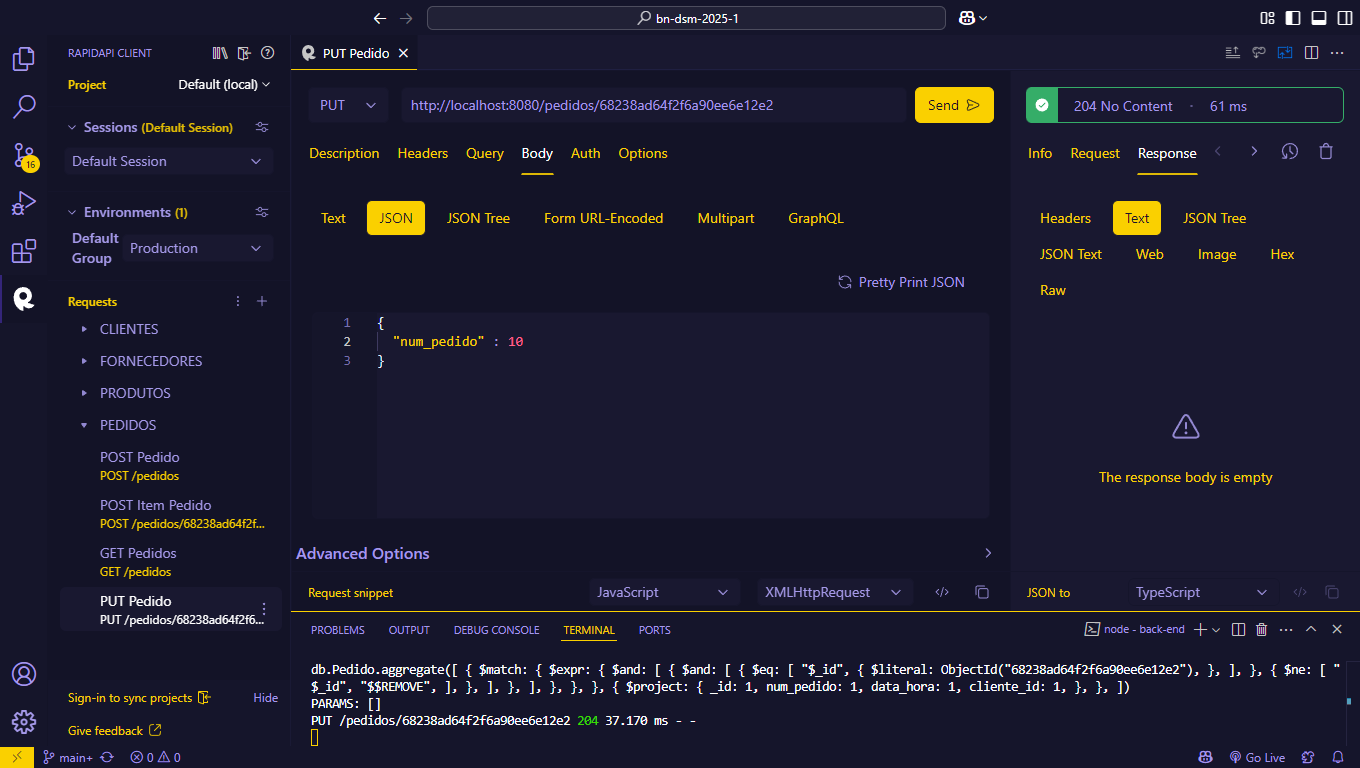 bn-dsm-2025-1
RAPIDAPI CLIENT
Project
Default (local)
Sessions (Default Session)
Default Session
Environments (1)
Default Group
Production
Requests
CLIENTES
FORNECEDORES
PRODUTOS
PEDIDOS
POST Pedido
POST /pedidos
POST Item Pedido
POST /pedidos/68238ad64f2f...
GET Pedidos
GET /pedidos
PUT Pedido
PUT /pedidos/68238ad64f2f6...
Sign-in to sync projects
Hide
Give feedback
16
PUT Pedido
PUT
http://localhost:8080/pedidos/68238ad64f2f6a90ee6e12e2
Send
Description Headers Query Body Auth Options
Text JSON JSON Tree Form URL-Encoded Multipart GraphQL
Pretty Print JSON
1 {
2 "num_pedido" : 10
3 }
Advanced Options
Request snippet
JavaScript
XMLHttpRequest
204 No Content · 61 ms
Info Request Response
Headers Text JSON Tree
JSON Text Web Image Hex
Raw
The response body is empty
JSON to
TypeScript
PROBLEMS OUTPUT DEBUG CONSOLE TERMINAL PORTS
node - back-end
db.Pedido.aggregate([ { $match: { $expr: { $and: [ { $and: [ { $eq: [ "$_id", { $literal: ObjectId("68238ad64f2f6a90ee6e12e2"), }, ], }, { $ne: [ "
$_id", "$$REMOVE", ], }, ], }, ], }, }, }, { $project: { _id: 1, num_pedido: 1, data_hora: 1, cliente_id: 1, }, }, ])
PARAMS: []
PUT /pedidos/68238ad64f2f6a90ee6e12e2 204 37.170 ms - -
main+
0
0
Go Live